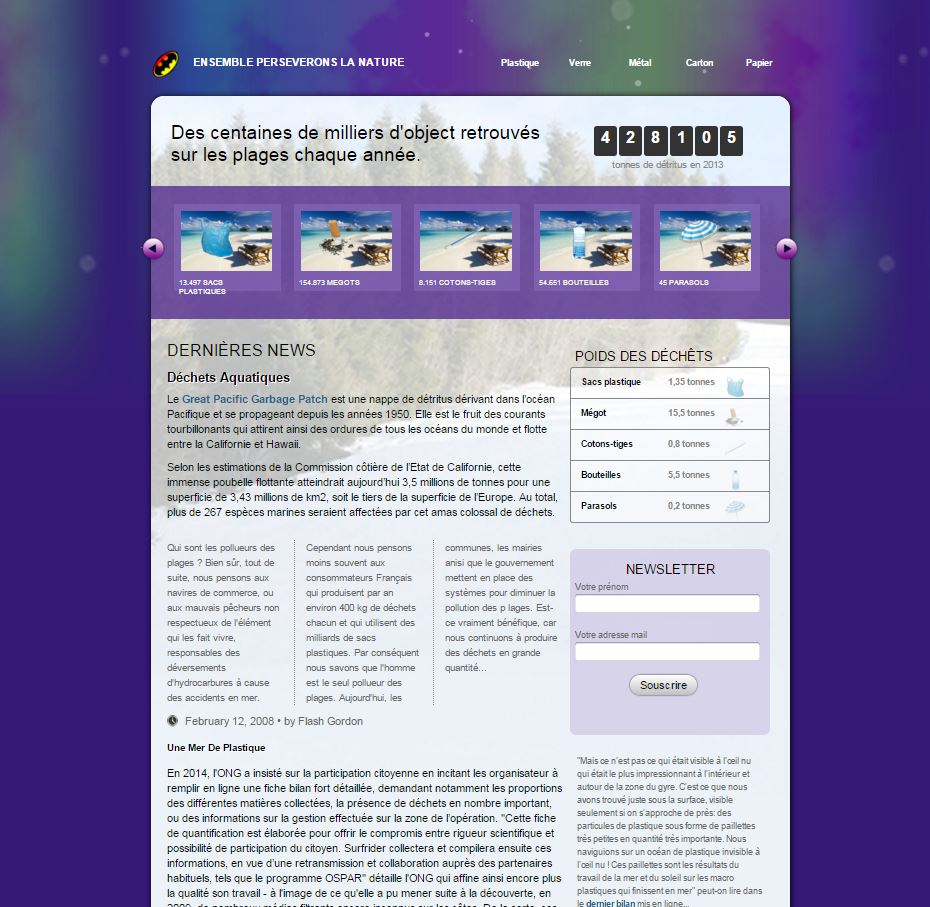 ENSEMBLE PERSEVERONS LA NATURE
Plastique
Verre
Métal
Carton
Papier
Des centaines de milliers d'object retrouvés
sur les plages chaque année.
4 2 8 1 0 5
tonnes de détritus en 2013
13.497 SACS
PLASTIQUES
154.873 MEGOTS
8.151 COTONS-TIGES
54.651 BOUTEILLES
45 PARASOLS
DERNIÈRES NEWS
Déchets Aquatiques
Le Great Pacific Garbage Patch est une nappe de détritus dérivant dans l'océan
Pacifique et se propageant depuis les années 1950. Elle est le fruit des courants
tourbillonants qui attirent ainsi des ordures de tous les océans du monde et flotte
entre la Californie et Hawaii.
Selon les estimations de la Commission côtière de l'Etat de Californie, cette
immense poubelle flottante atteindrait aujourd'hui 3,5 millions de tonnes pour une
superficie de 3,43 millions de km2, soit le tiers de la superficie de l'Europe. Au total,
plus de 267 espèces marines seraient affectées par cet amas colossal de déchets.
Qui sont les pollueurs des
plages ? Bien sûr, tout de
suite, nous pensons aux
navires de commerce, ou
aux mauvais pêcheurs non
respectueux de l'élément
qui les fait vivre,
responsables des
déversements
d'hydrocarbures à cause
des accidents en mer.
Cependant nous pensons
moins souvent aux
consommateurs Français
qui produisent par an
environ 400 kg de déchets
chacun et qui utilisent des
milliards de sacs
plastiques. Par conséquent
nous savons que l'homme
est le seul pollueur des
plages. Aujourd'hui, les
communes, les mairies
anisi que le gouvernement
mettent en place des
systèmes pour diminuer la
pollution des p lages. Est-
ce vraiment bénéfique, car
nous continuons à produire
des déchets en grande
quantité...
February 12, 2008 • by Flash Gordon
Une Mer De Plastique
En 2014, l'ONG a insisté sur la participation citoyenne en incitant les organisateur à
remplir en ligne une fiche bilan fort détaillée, demandant notamment les proportions
des différentes matières collectées, la présence de déchets en nombre important,
ou des informations sur la gestion effectuée sur la zone de l'opération. "Cette fiche
de quantification est élaborée pour offrir le compromis entre rigueur scientifique et
possibilité de participation du citoyen. Surfrider collectera et compilera ensuite ces
informations, en vue d'une retransmission et collaboration auprès des partenaires
habituels, tels que le programme OSPAR" détaille l'ONG qui affine ainsi encore plus
la qualité son travail - à l'image de ce qu'elle a pu mener suite à la découverte, en
POIDS DES DÉCHÊTS
Sacs plastique 1,35 tonnes
Mégot 15,5 tonnes
Cotons-tiges 0,8 tonnes
Bouteilles 5,5 tonnes
Parasols 0,2 tonnes
NEWSLETTER
Votre prénom
Votre adresse mail
Souscrire
"Mais ce n'est pas ce qui était visible à l'œil nu
qui était le plus impressionnant à l'intérieur et
autour de la zone du gyre. C'est ce que nous
avons trouvé juste sous la surface, visible
seulement si on s'approche de près: des
particules de plastique sous forme de paillettes
très petites en quantité très importante. Nous
naviguions sur un océan de plastique invisible à
l'œil nu ! Ces paillettes sont les résultats du
travail de la mer et du soleil sur les macro
plastiques qui finissent en mer" peut-on lire dans
le dernier bilan mis en ligne...